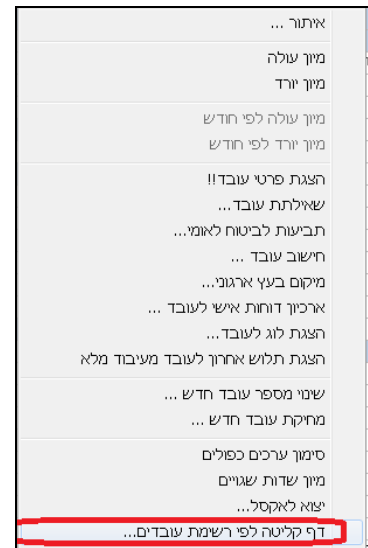 איתור ...
מיון עולה
מיון יורד
מיון עולה לפי חודש
מיון יורד לפי חודש
הצגת פרטי עובד!!
שאילתת עובד...
תביעות לביטוח לאומי...
חישוב עובד ...
מיקום בעץ ארגוני...
ארכיון דוחות אישי לעובד ...
הצגת לוג לעובד...
הצגת תלוש אחרון לעובד מעיבוד מלא
שינוי מספר עובד חדש ...
מחיקת עובד חדש ...
סימון ערכים כפולים
מיון שדות שגויים
יצוא לאקסל...
דף קליטה לפי רשימת עובדים...